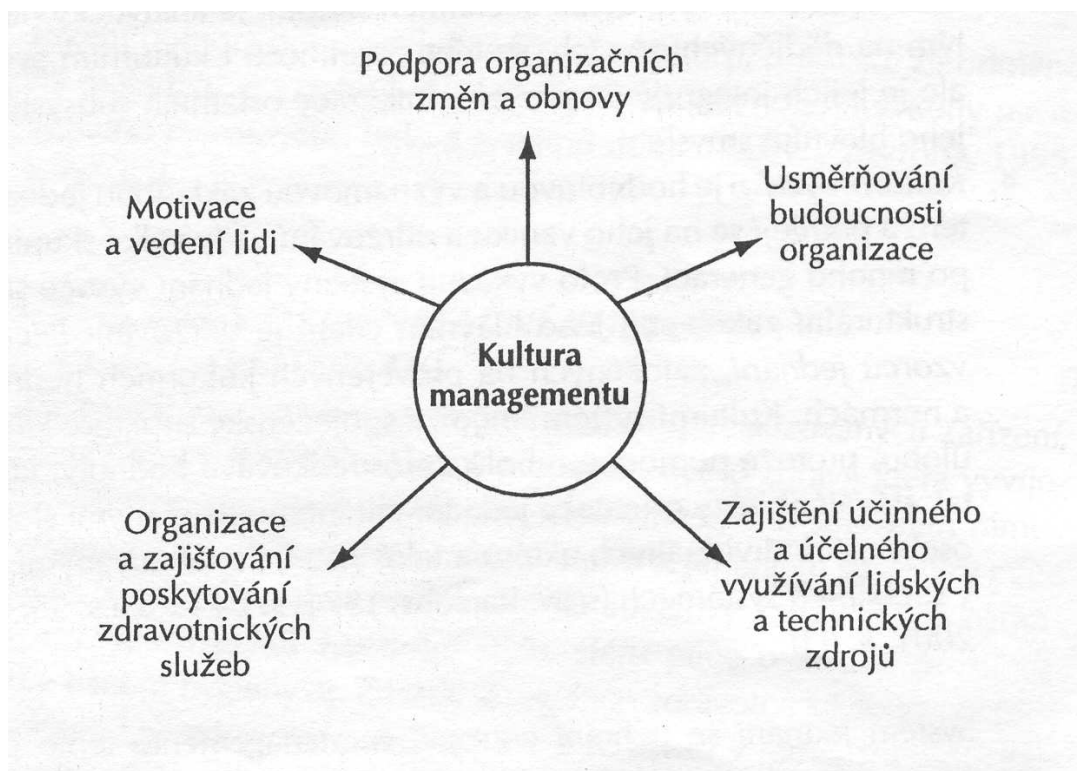 Podpora organizačních
změn a obnovy
Motivace
a vedení lidi
Usměrňování
budoucnosti
organizace
Kultura
managementu
Organizace
a zajišťování
poskytování
zdravotnických
služeb
Zajištění účinného
a účelného
využívání lidských
a technických
zdrojů